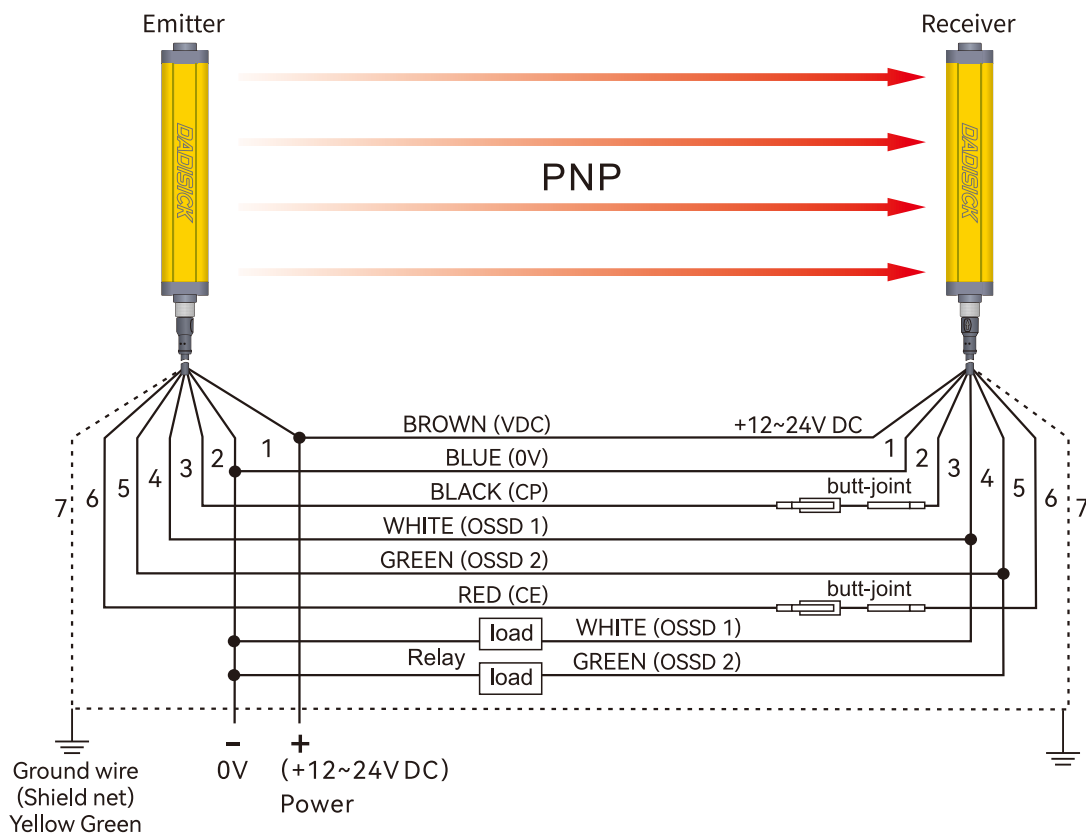 Emitter
Receiver
DADISICK
DADISICK
PNP
BROWN (VDC)
+12~24V DC
BLUE (0V)
BLACK (CP)
butt-joint
WHITE (OSSD 1)
GREEN (OSSD 2)
RED (CE)
butt-joint
7 6 5 4 3 2 1
1 2 3 4 5 6 7
load
WHITE (OSSD 1)
Relay
load
GREEN (OSSD 2)
- +
0V
(+12~24V DC)
Power
Ground wire
(Shield net)
Yellow Green